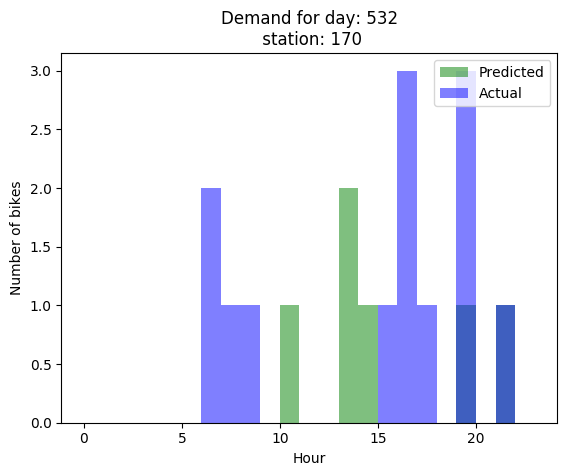 Demand for day: 532
station: 170
Predicted
Actual
3.0
2.5
2.0
1.5
1.0
0.5
0.0
Number of bikes
0 5 10 15 20
Hour